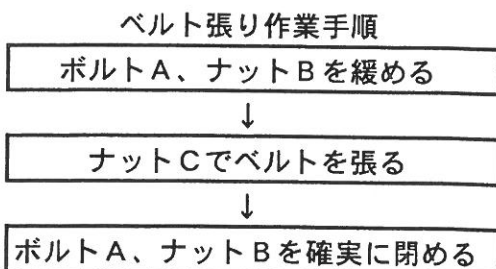 ベルト張り作業手順
ボルトA、ナットBを緩める
↓
ナットCでベルトを張る
↓
ボルトA、ナットBを確実に閉める